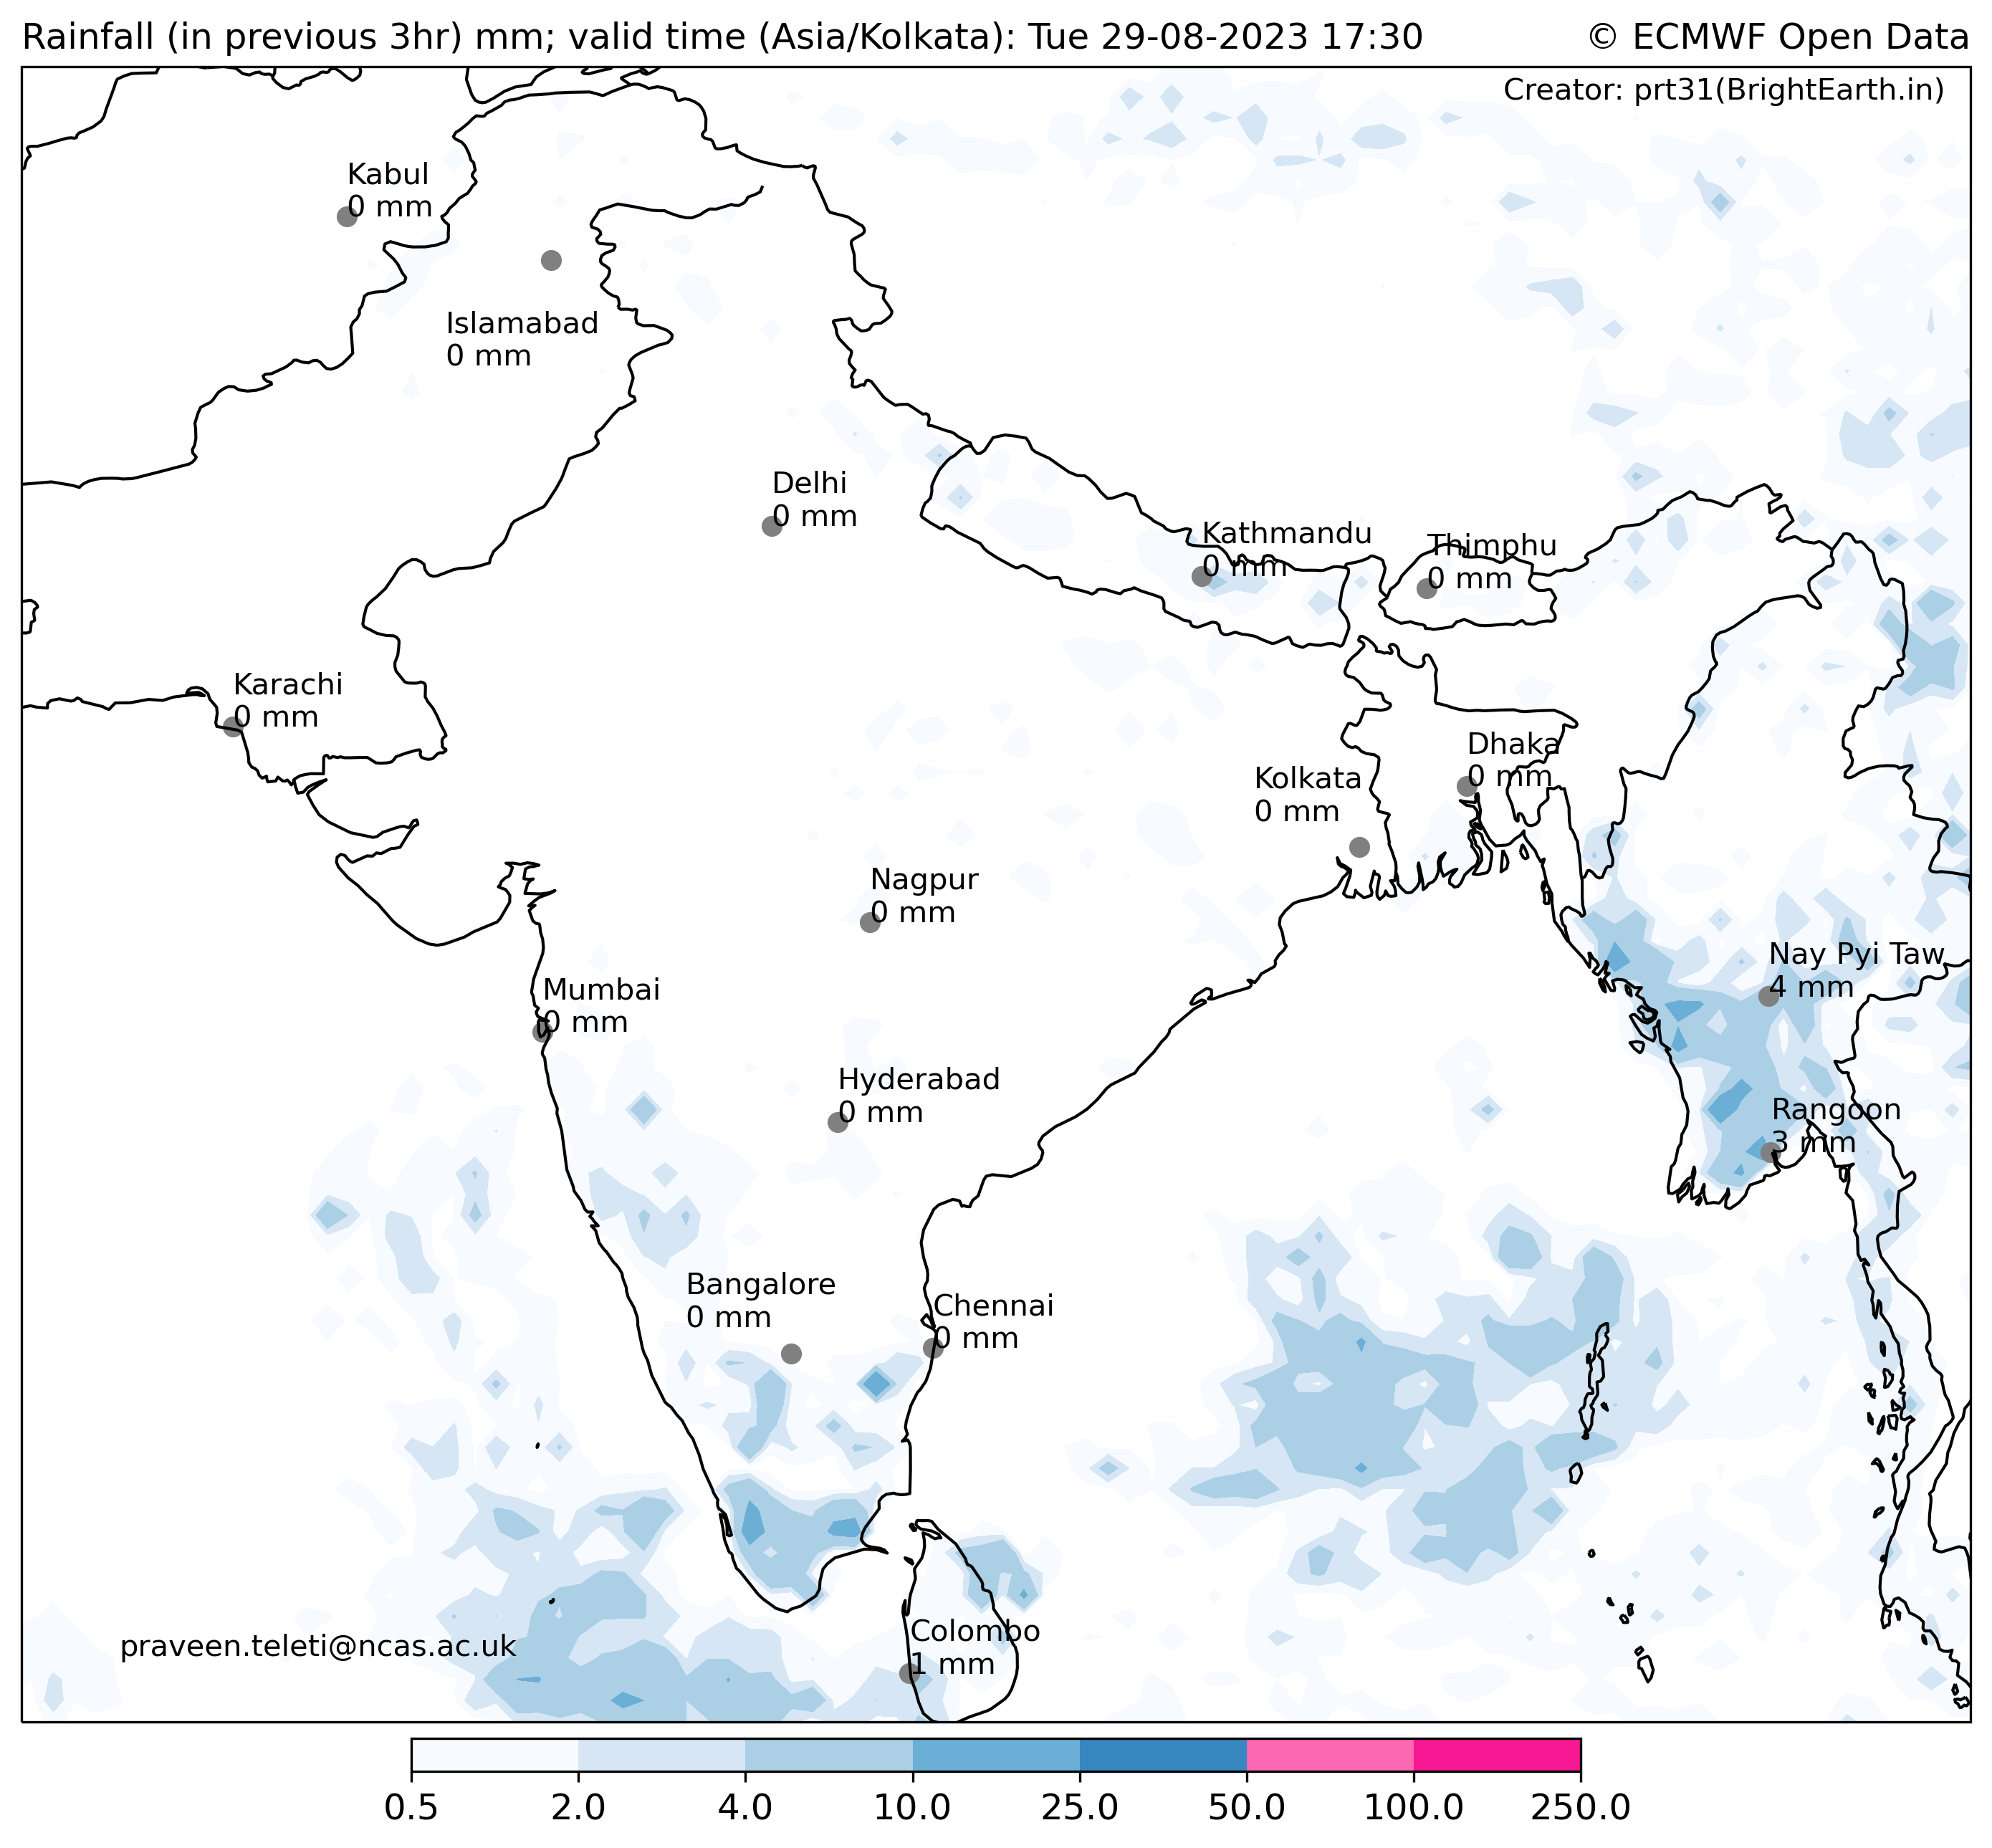 Rainfall (in previous 3hr) mm; valid time (Asia/Kolkata): Tue 29-08-2023 17:30
© ECMWF Open Data
Creator: prt31(BrightEarth.in)
Kabul
0 mm
Islamabad
0 mm
Delhi
0 mm
Kathmandu
0 mm
Thimphu
0 mm
Karachi
0 mm
Dhaka
0 mm
Kolkata
0 mm
Nagpur
0 mm
Nay Pyi Taw
4 mm
Mumbai
0 mm
Hyderabad
0 mm
Rangoon
3 mm
Bangalore
0 mm
Chennai
0 mm
Colombo
1 mm
praveen.teleti@ncas.ac.uk
0.5 2.0 4.0 10.0 25.0 50.0 100.0 250.0